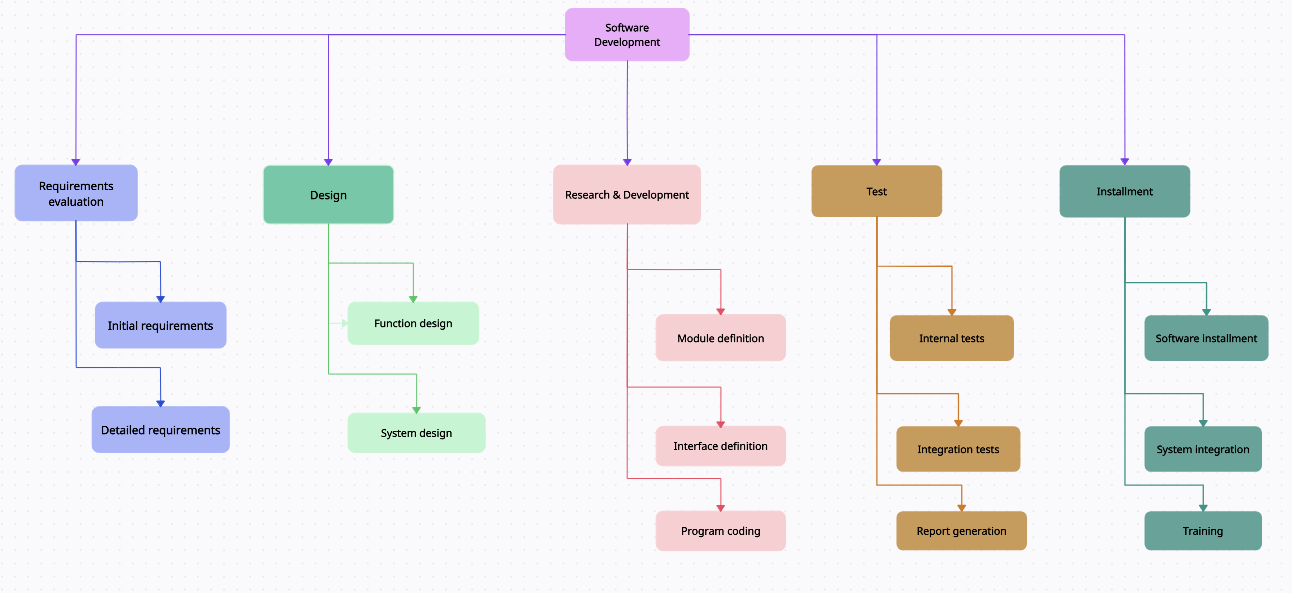 Software
Development
Requirements
evaluation
Design
Research & Development
Test
Installment
Initial requirements
Function design
Module definition
Internal tests
Software installment
Detailed requirements
System design
Interface definition
Integration tests
System integration
Program coding
Report generation
Training